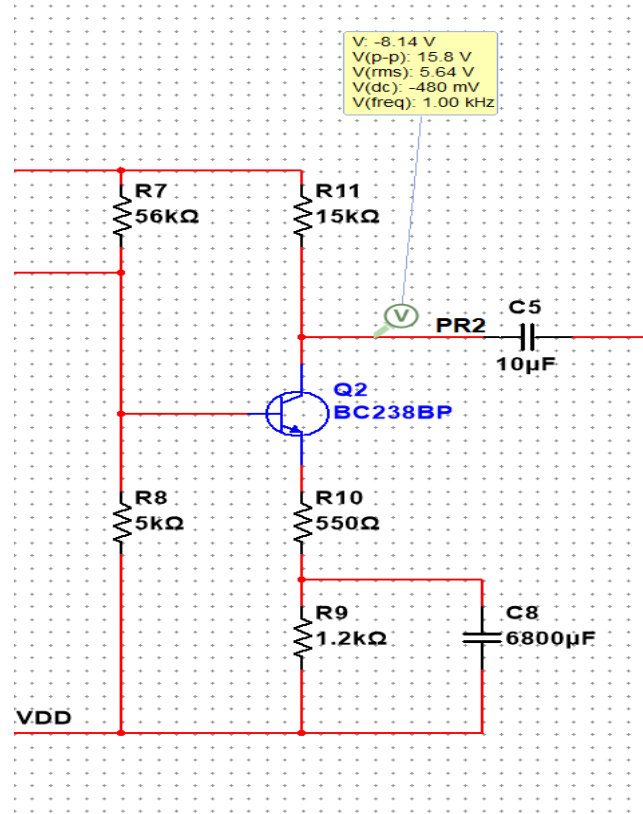 V: -8.14 V
V(p-p): 15.8 V
V(rms): 5.64 V
V(dc): -480 mV
V(freq): 1.00 kHz
R7
56kΩ
R11
15kΩ
V
PR2
C5
10µF
Q2
BC238BP
R8
5kΩ
R10
550Ω
R9
1.2kΩ
C8
6800µF
VDD